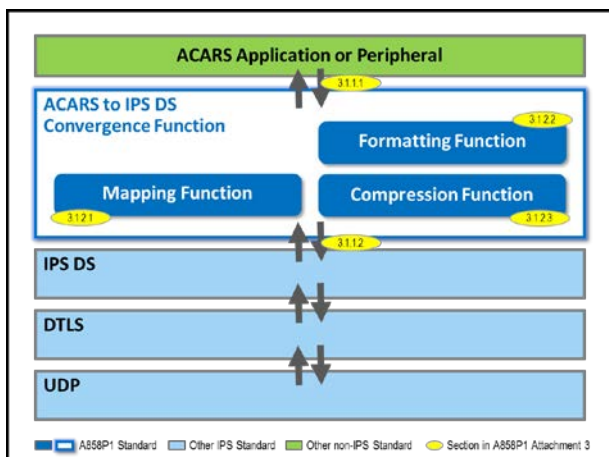 ACARS Application or Peripheral
3.1.1.1
ACARS to IPS DS
Convergence Function
3.1.2.2
Formatting Function
Mapping Function
Compression Function
3.1.2.1
3.1.2.3
3.1.1.2
IPS DS
DTLS
UDP
A858P1 Standard Other IPS Standard Other non-IPS Standard Section in A858P1 Attachment 3